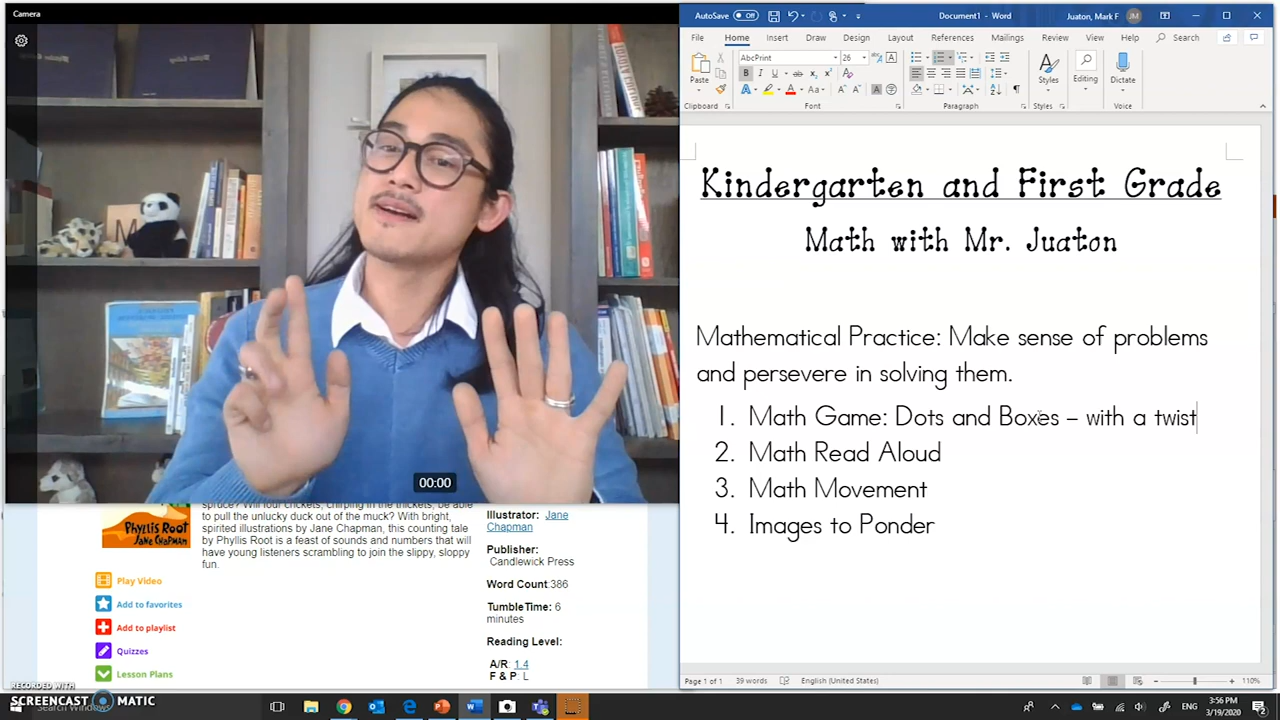 Camera
AutoSave Off
Document1 - Word
Juaton, Mark F
JM
File Home Insert Draw Design Layout References Mailings Review View Help Search
AbcPrint 26
Paste
Styles
Editing
Dictate
Clipboard
Font
Paragraph
Styles
Voice
Kindergarten and First Grade
Math with Mr. Juaton
Mathematical Practice: Make sense of problems
and persevere in solving them.
1. Math Game: Dots and Boxes – with a twist
2. Math Read Aloud
3. Math Movement
4. Images to Ponder
M
00:00
PHYLLIS ROOT
JANE CHAPMAN
spruce? Will four crickets, chirping in the thickets, be able
to pull the unlucky duck out of the muck? With bright,
spirited illustrations by Jane Chapman, this counting tale
by Phyllis Root is a feast of sounds and numbers that will
have young listeners scrambling to join the slippy, sloppy
fun.
Illustrator: Jane
Chapman
Publisher:
Candlewick Press
Word Count:386
TumbleTime: 6
minutes
Reading Level:
A/R: 1.4
F & P: L
Play Video
Add to favorites
Add to playlist
Quizzes
Lesson Plans
Page 1 of 1 39 words English (United States) 110%
RECORDED WITH
SCREENCAST MATIC
Search Windows
3:56 PM
3/19/2020